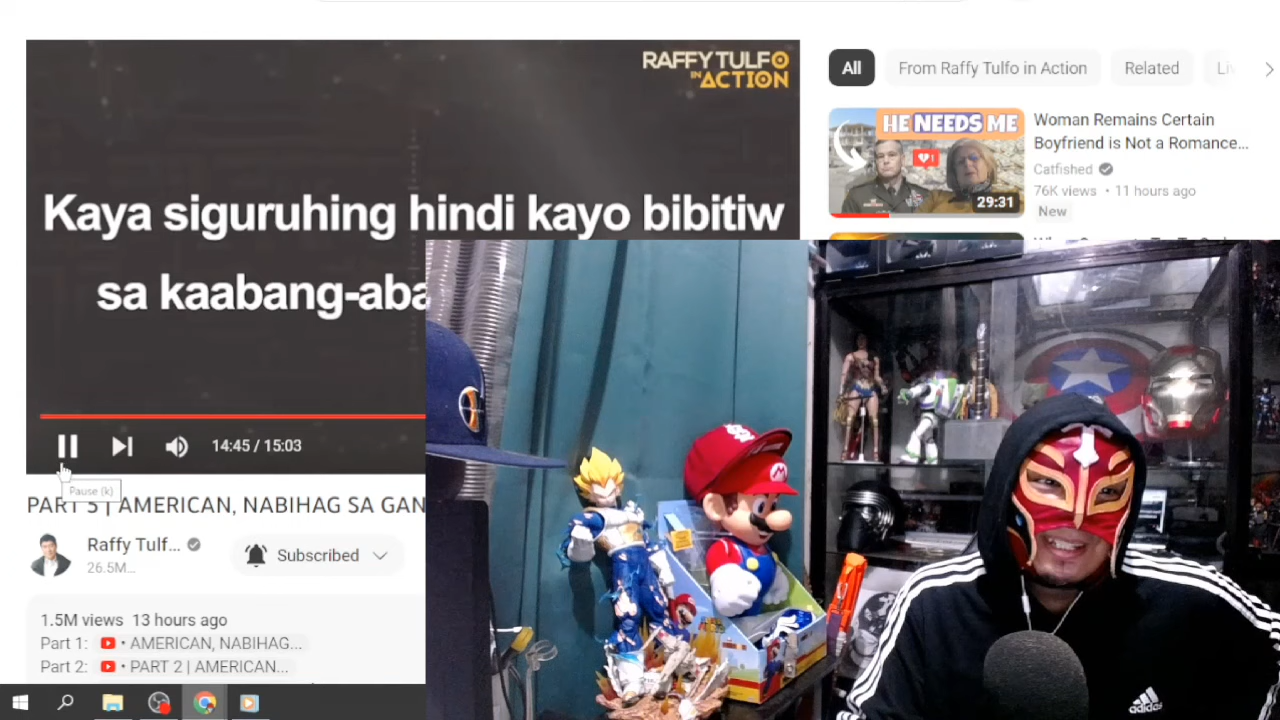 RAFFY TULFO
IN ACTION
Kaya siguruhing hindi kayo bibitiw
sa kaabang-aba
14:45 / 15:03
Pause (k)
PART 5 | AMERICAN, NABIHAG SA GAN
Raffy Tulf...
26.5M...
Subscribed
1.5M views 13 hours ago
Part 1: • AMERICAN, NABIHAG...
Part 2: • PART 2 | AMERICAN...
All
From Raffy Tulfo in Action
Related
HE NEEDS ME
29:31
Woman Remains Certain
Boyfriend is Not a Romance...
Catfished
76K views • 11 hours ago
New
adidas